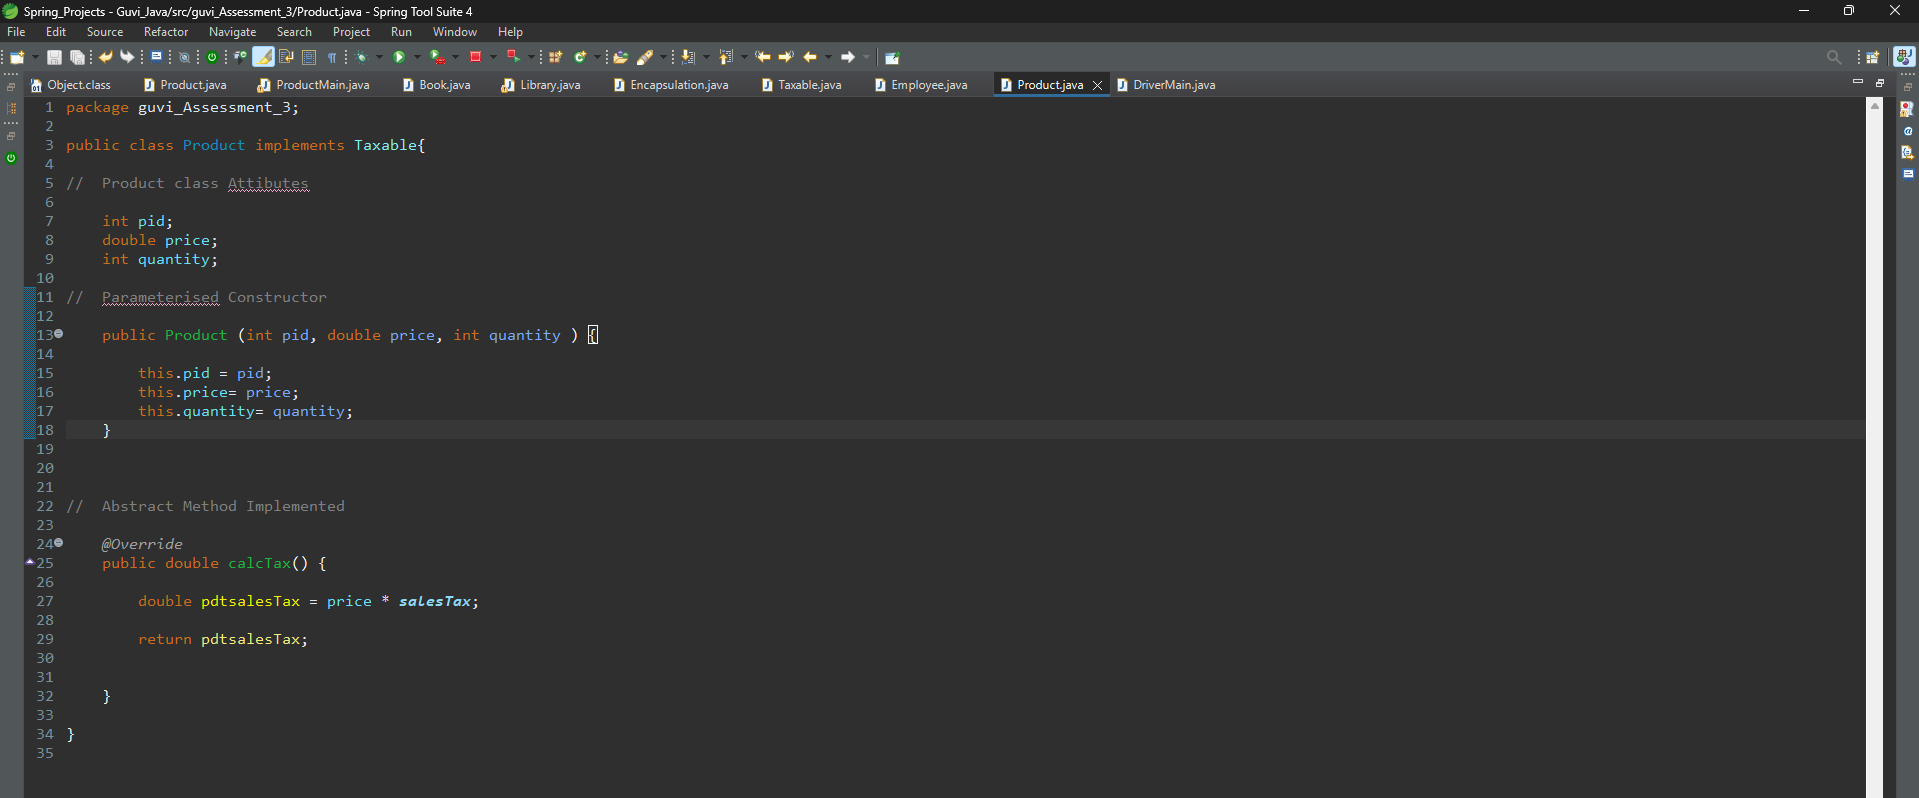 Spring_Projects - Guvi_Java/src/guvi_Assessment_3/Product.java - Spring Tool Suite 4
File Edit Source Refactor Navigate Search Project Run Window Help
Object.class Product.java ProductMain.java Book.java Library.java Encapsulation.java Taxable.java Employee.java Product.java DriverMain.java
1 package guvi_Assessment_3;
2
3 public class Product implements Taxable{
4
5 // Product class Attibutes
6
7 int pid;
8 double price;
9 int quantity;
10
11 // Parameterised Constructor
12
13 public Product (int pid, double price, int quantity ) {
14
15 this.pid = pid;
16 this.price= price;
17 this.quantity= quantity;
18 }
19
20
21
22 // Abstract Method Implemented
23
24 @Override
25 public double calcTax() {
26
27 double pdtsalesTax = price * salesTax;
28
29 return pdtsalesTax;
30
31
32 }
33
34 }
35